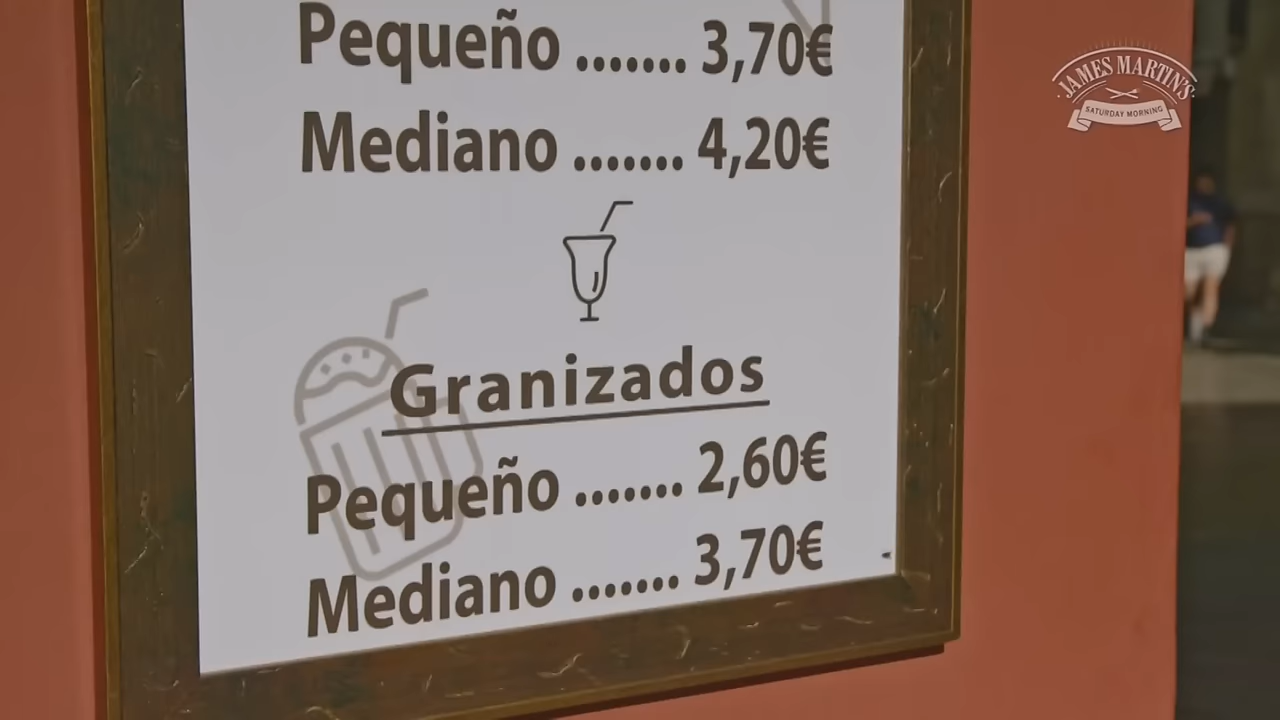 Pequeño ....... 3,70€
Mediano ....... 4,20€
Granizados
Pequeño ....... 2,60€
Mediano ....... 3,70€
JAMES MARTIN'S
SATURDAY MORNING